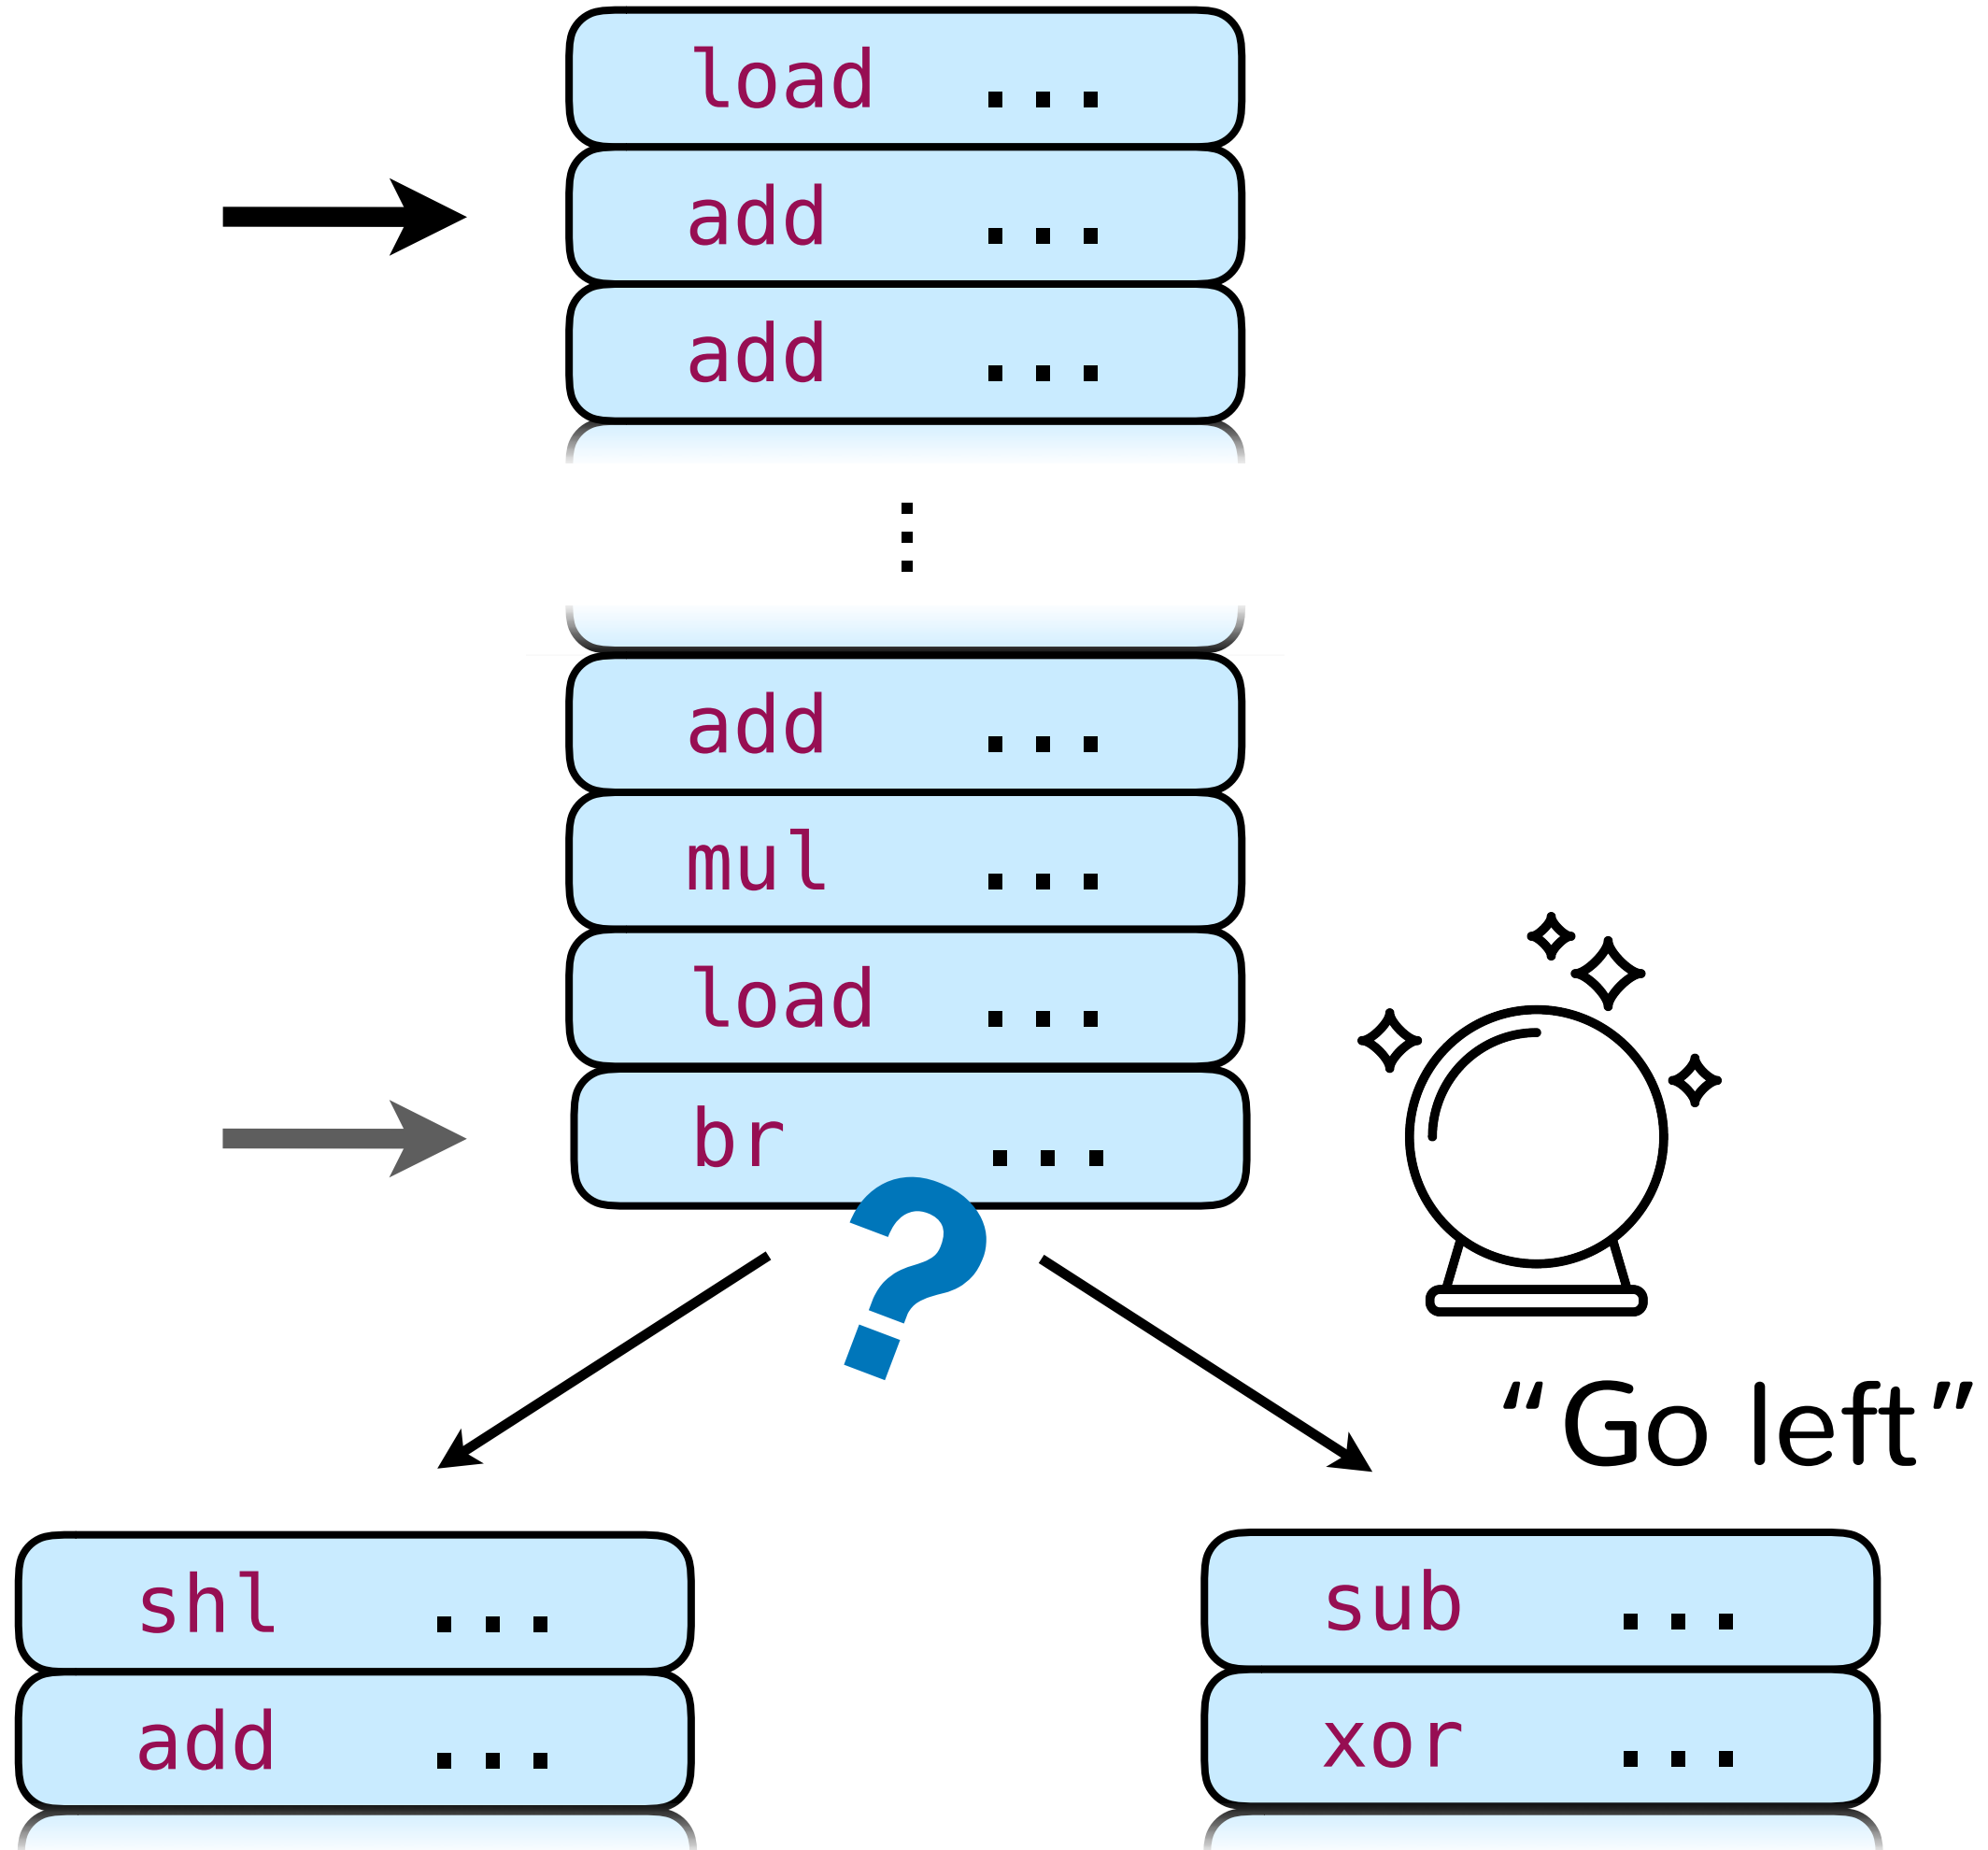 load ...
add ...
add ...
⋮
add ...
mul ...
load ...
br ...
?
“Go left”
shl ...
add ...
sub ...
xor ...